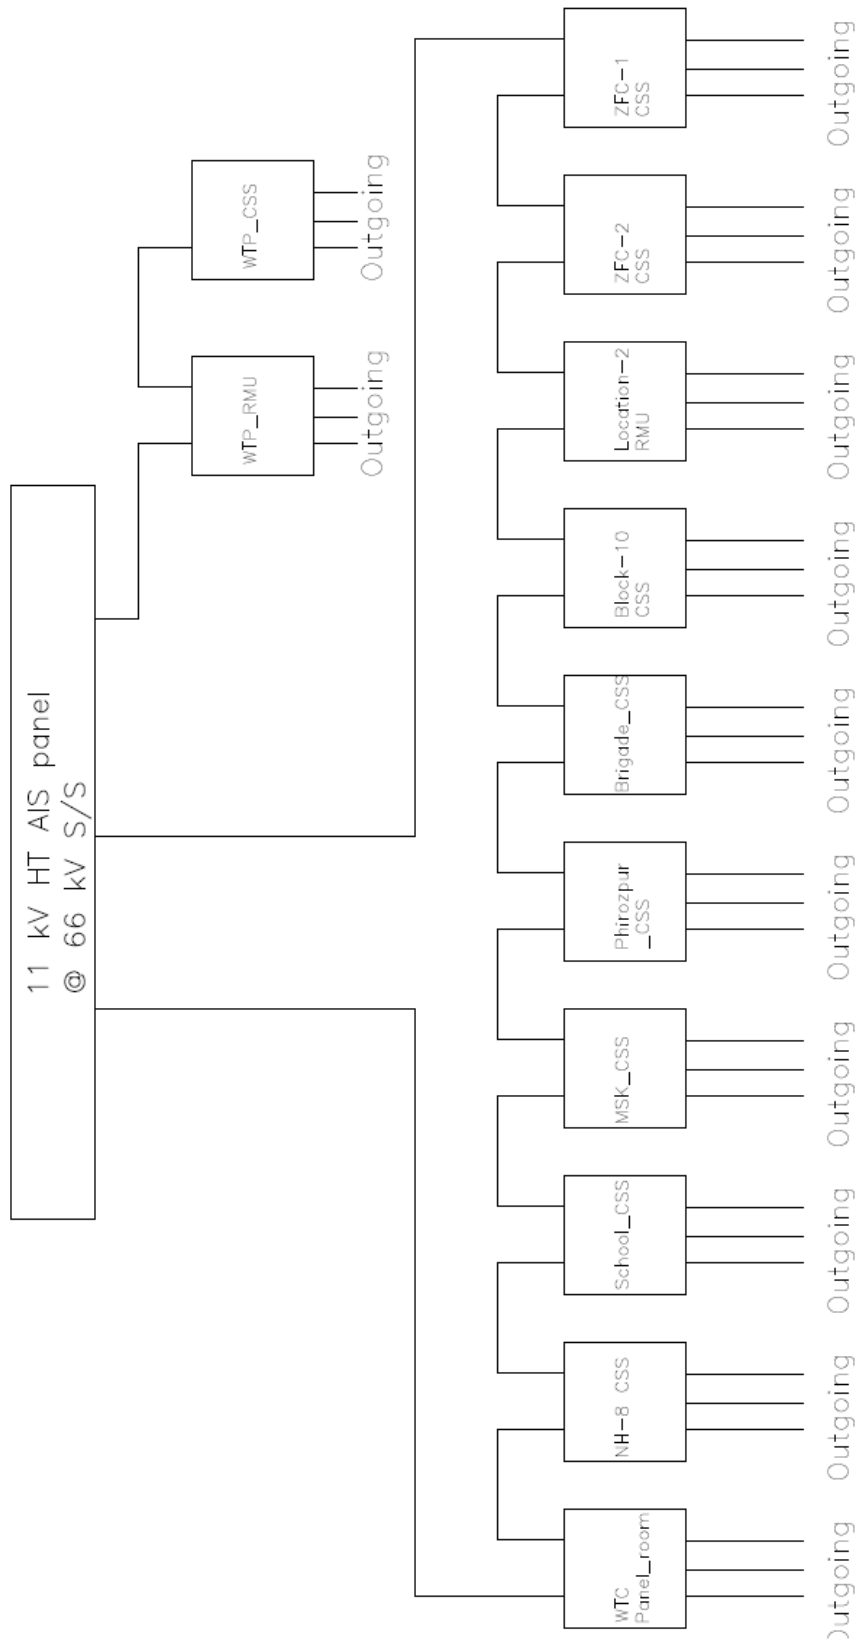 11 kV HT AIS panel
@ 66 kV S/S
WTP_RMU
WTP_CSS
Outgoing
Outgoing
WTC
Panel_room
NH-8 CSS
School_CSS
MSK_CSS
Phirozpur
_CSS
Brigade_CSS
Block-10
CSS
Location-2
RMU
ZFC-2
CSS
ZFC-1
CSS
Outgoing
Outgoing
Outgoing
Outgoing
Outgoing
Outgoing
Outgoing
Outgoing
Outgoing
Outgoing